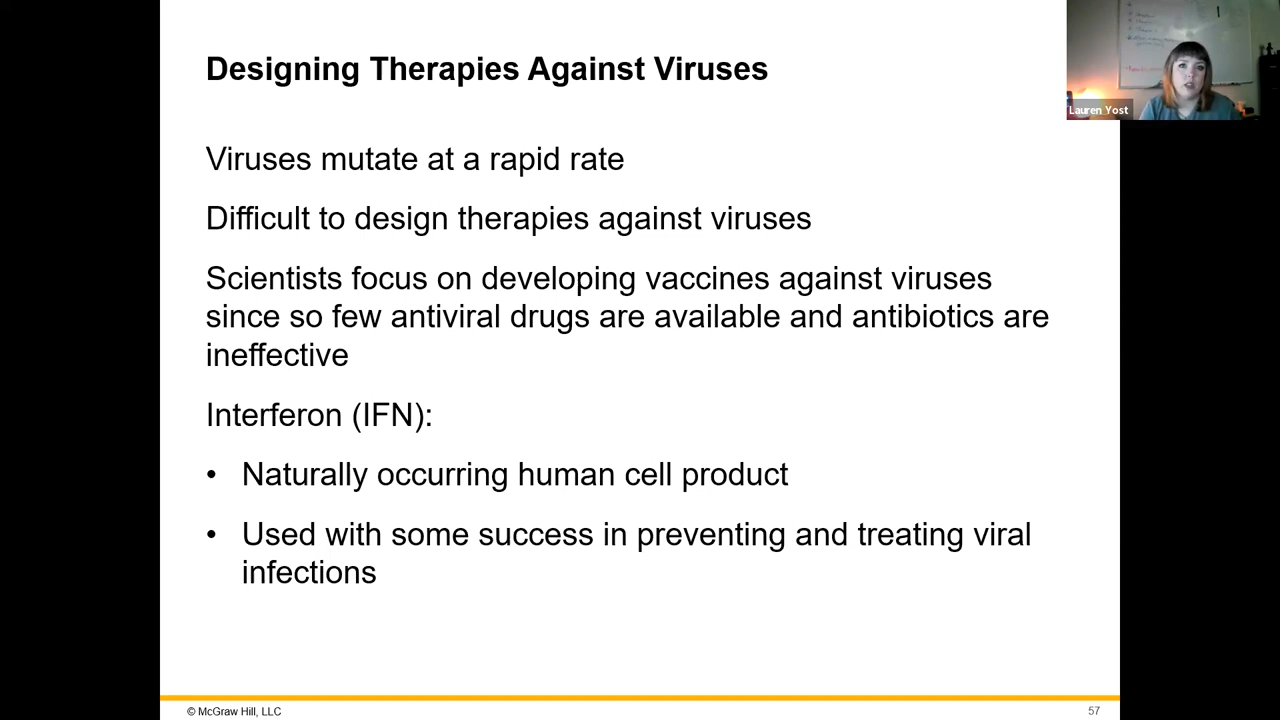 Designing Therapies Against Viruses
Lauren Yost
Viruses mutate at a rapid rate
Difficult to design therapies against viruses
Scientists focus on developing vaccines against viruses
since so few antiviral drugs are available and antibiotics are
ineffective
Interferon (IFN):
• Naturally occurring human cell product
• Used with some success in preventing and treating viral
infections
© McGraw Hill, LLC
57